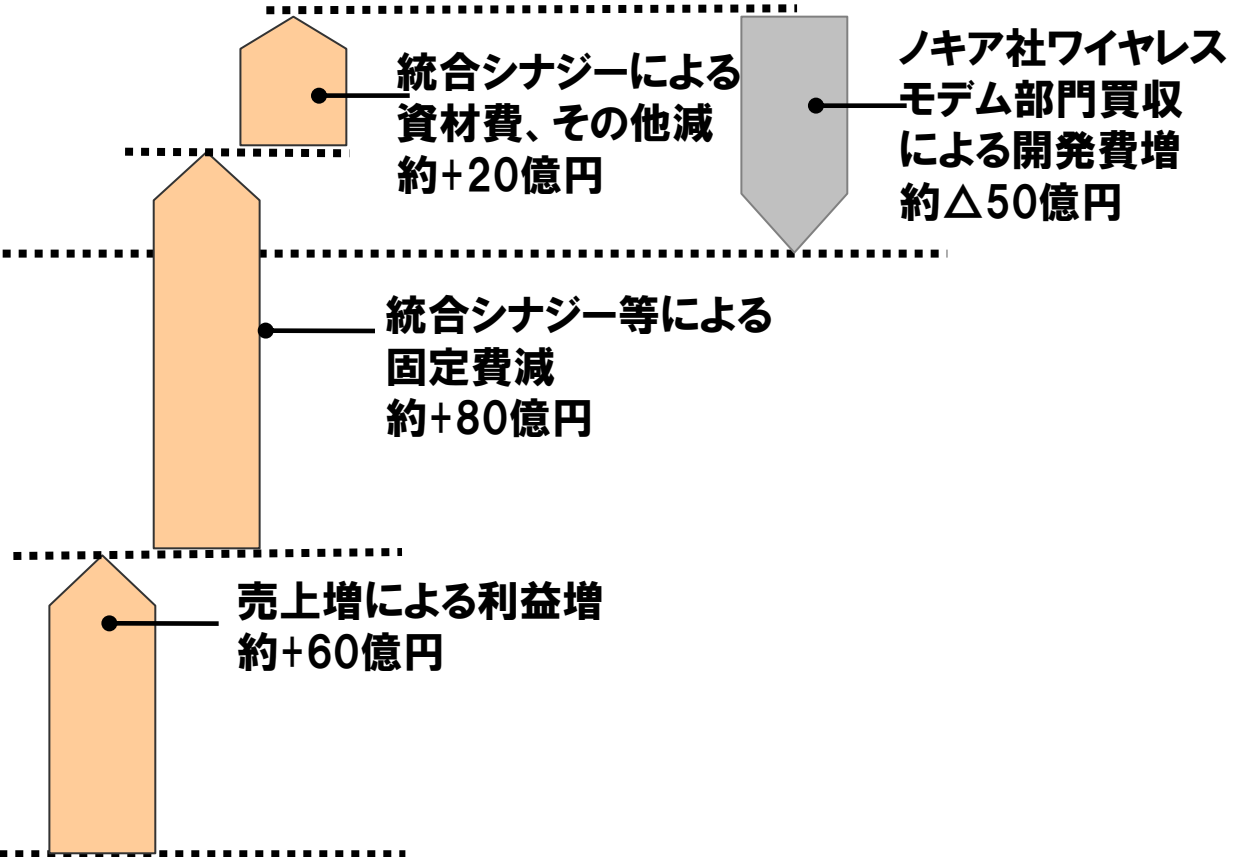 統合シナジーによる
資材費、その他減
約+20億円
ノキア社ワイヤレス
モデム部門買収
による開発費増
約△50億円
統合シナジー等による
固定費減
約+80億円
売上増による利益増
約+60億円